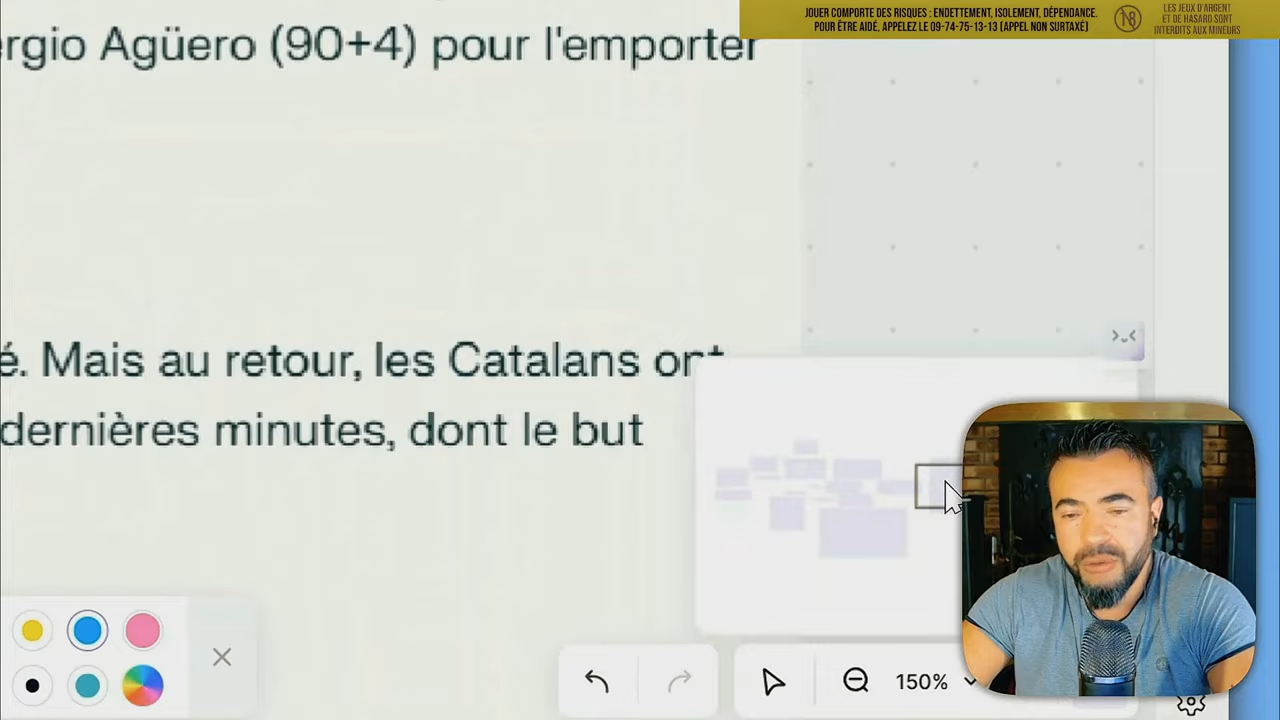 JOUER COMPORTE DES RISQUES : ENDETTEMENT, ISOLEMENT, DÉPENDANCE.
POUR ÊTRE AIDÉ, APPELEZ LE 09-74-75-13-13 (APPEL NON SURTAXÉ)
18
LES JEUX D'ARGENT
ET DE HASARD SONT
INTERDITS AUX MINEURS
ergio Agüero (90+4) pour l'emporter
é. Mais au retour, les Catalans ont
dernières minutes, dont le but
150%